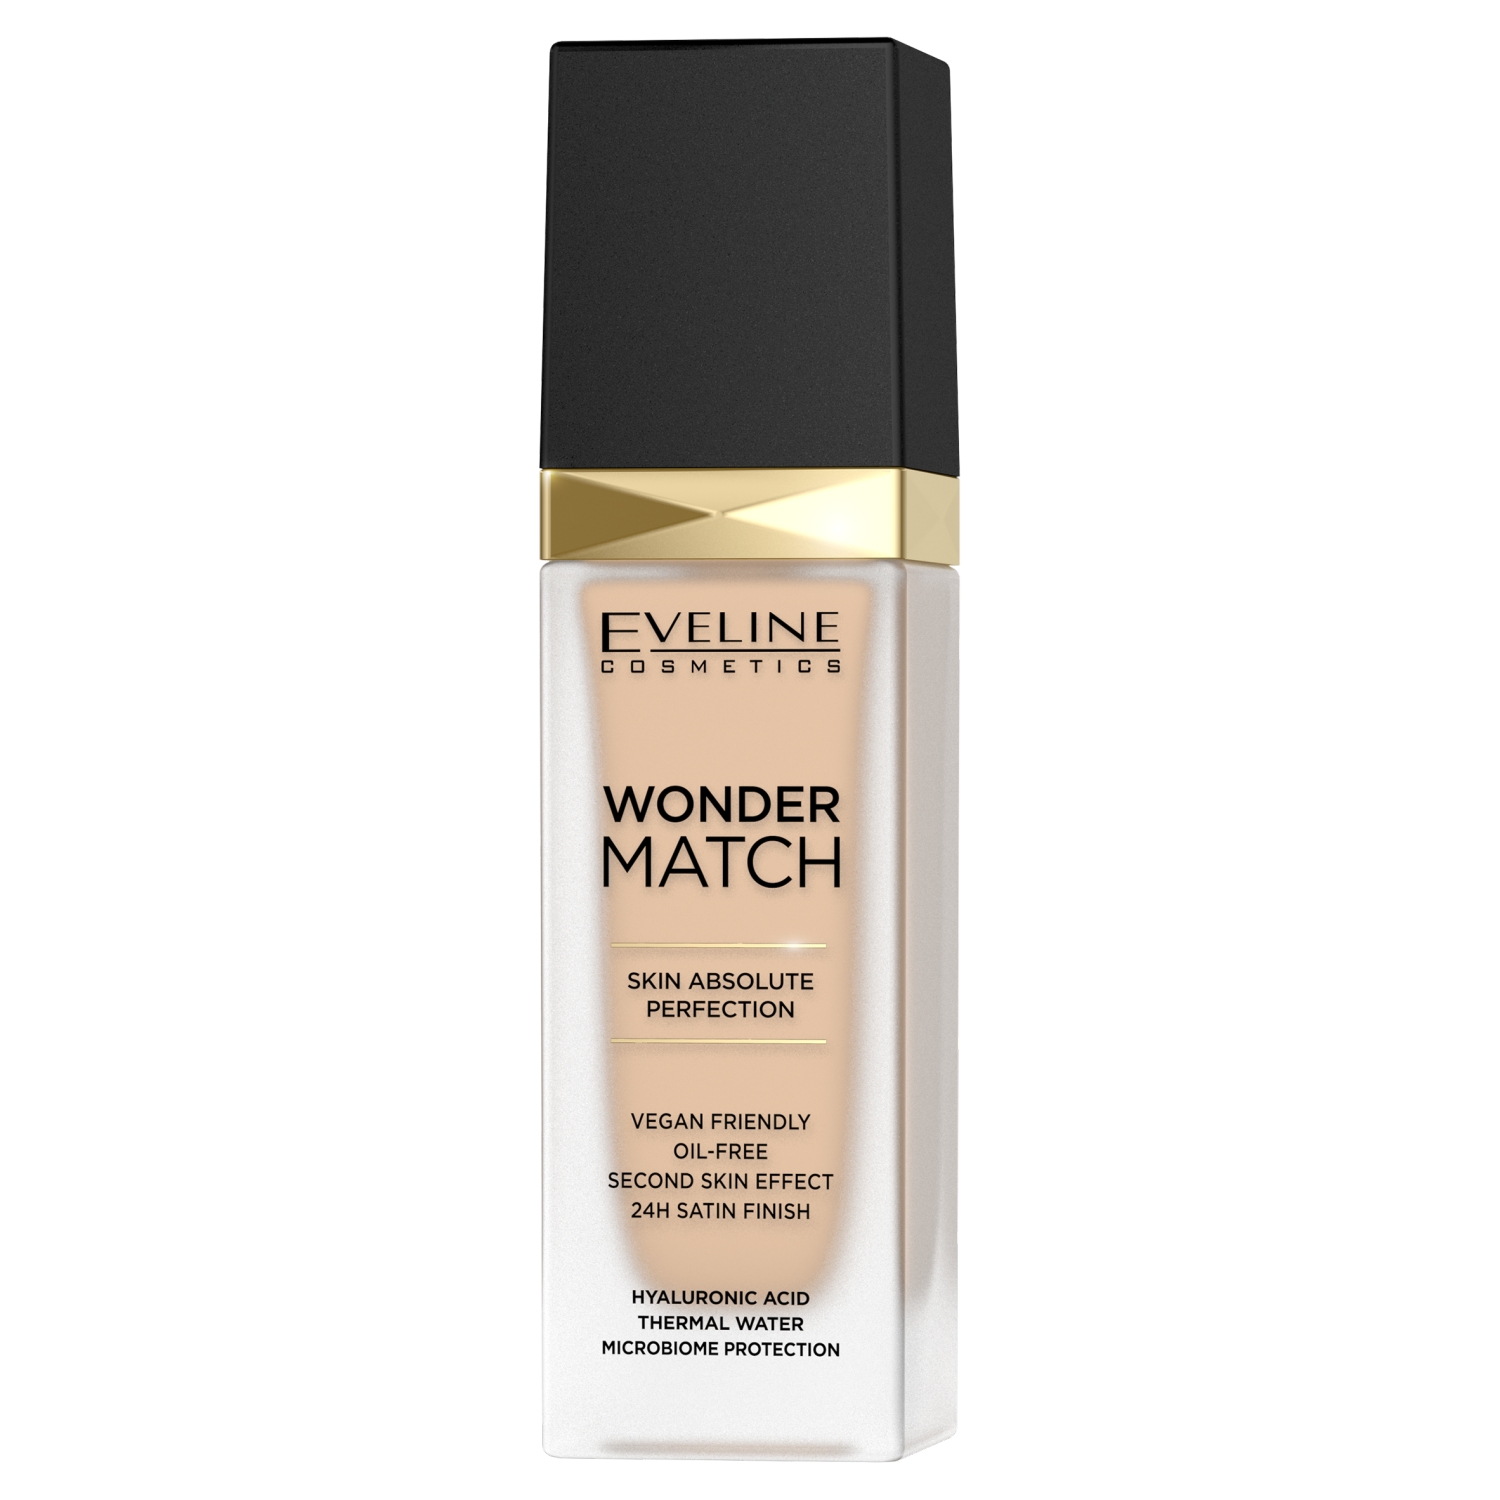 EVELINE
COSMETICS
WONDER
MATCH
SKIN ABSOLUTE
PERFECTION
VEGAN FRIENDLY
OIL-FREE
SECOND SKIN EFFECT
24H SATIN FINISH
HYALURONIC ACID
THERMAL WATER
MICROBIOME PROTECTION